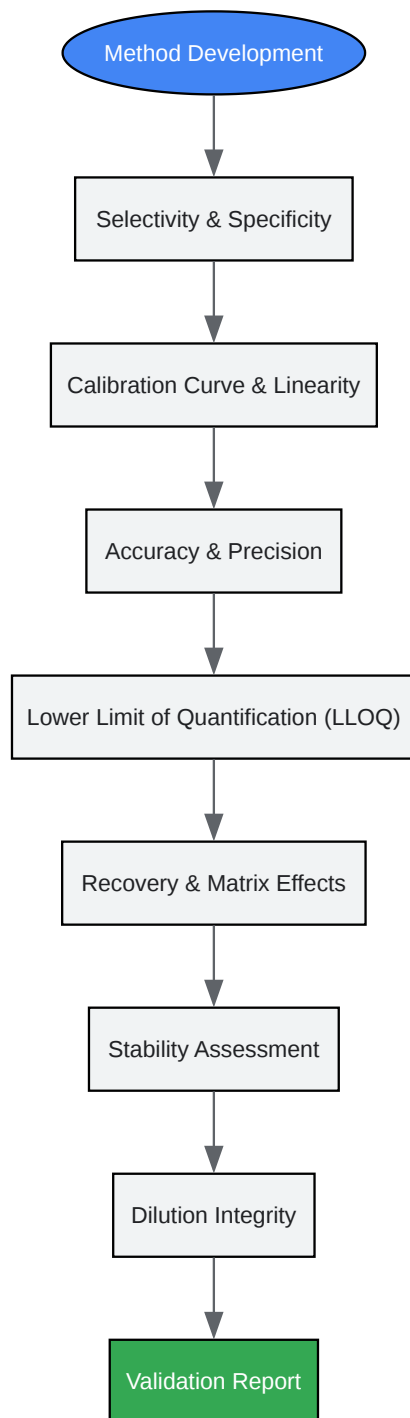 Method Development
Selectivity & Specificity
Calibration Curve & Linearity
Accuracy & Precision
Lower Limit of Quantification (LLOQ)
Recovery & Matrix Effects
Stability Assessment
Dilution Integrity
Validation Report